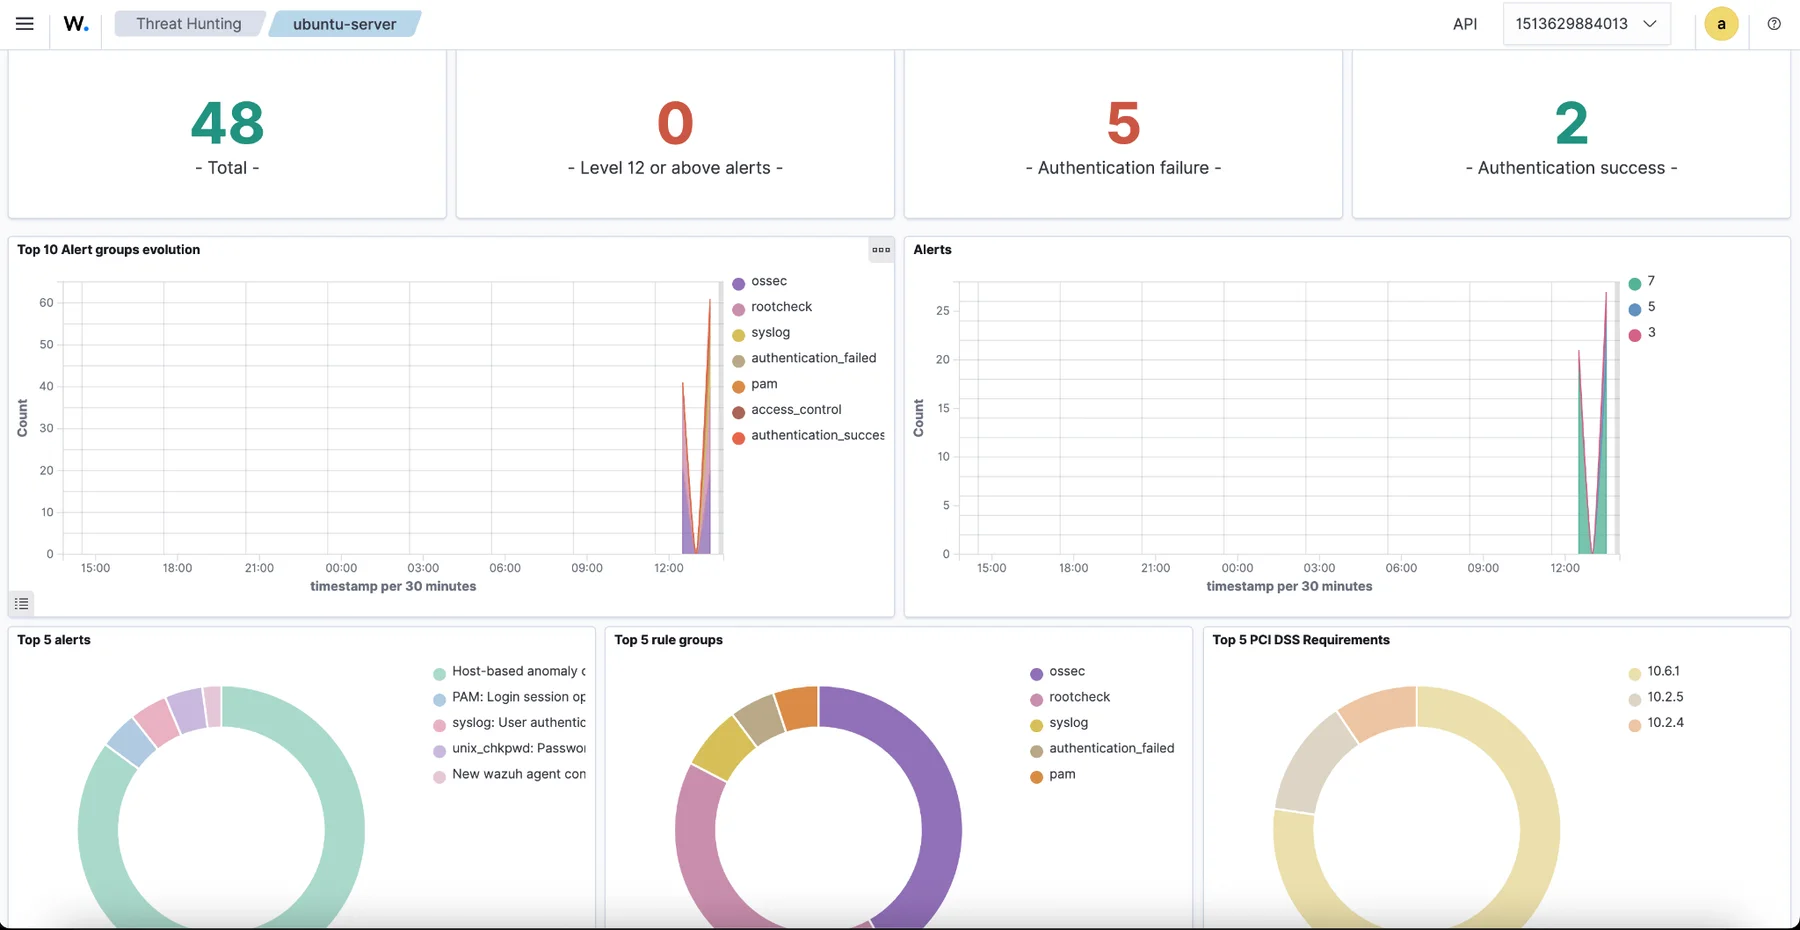 W.
Threat Hunting
ubuntu-server
API
1513629884013
a
48
- Total -
0
- Level 12 or above alerts -
5
- Authentication failure -
2
- Authentication success -
Top 10 Alert groups evolution
60
50
40
30
20
10
0
Count
15:00 18:00 21:00 00:00 03:00 06:00 09:00 12:00
timestamp per 30 minutes
ossec
rootcheck
syslog
authentication_failed
pam
access_control
authentication_succes
Alerts
25
20
15
10
5
0
Count
15:00 18:00 21:00 00:00 03:00 06:00 09:00 12:00
timestamp per 30 minutes
7
5
3
Top 5 alerts
Host-based anomaly
PAM: Login session op
syslog: User authentic
unix_chkpwd: Passwor
New wazuh agent con
Top 5 rule groups
ossec
rootcheck
syslog
authentication_failed
pam
Top 5 PCI DSS Requirements
10.6.1
10.2.5
10.2.4